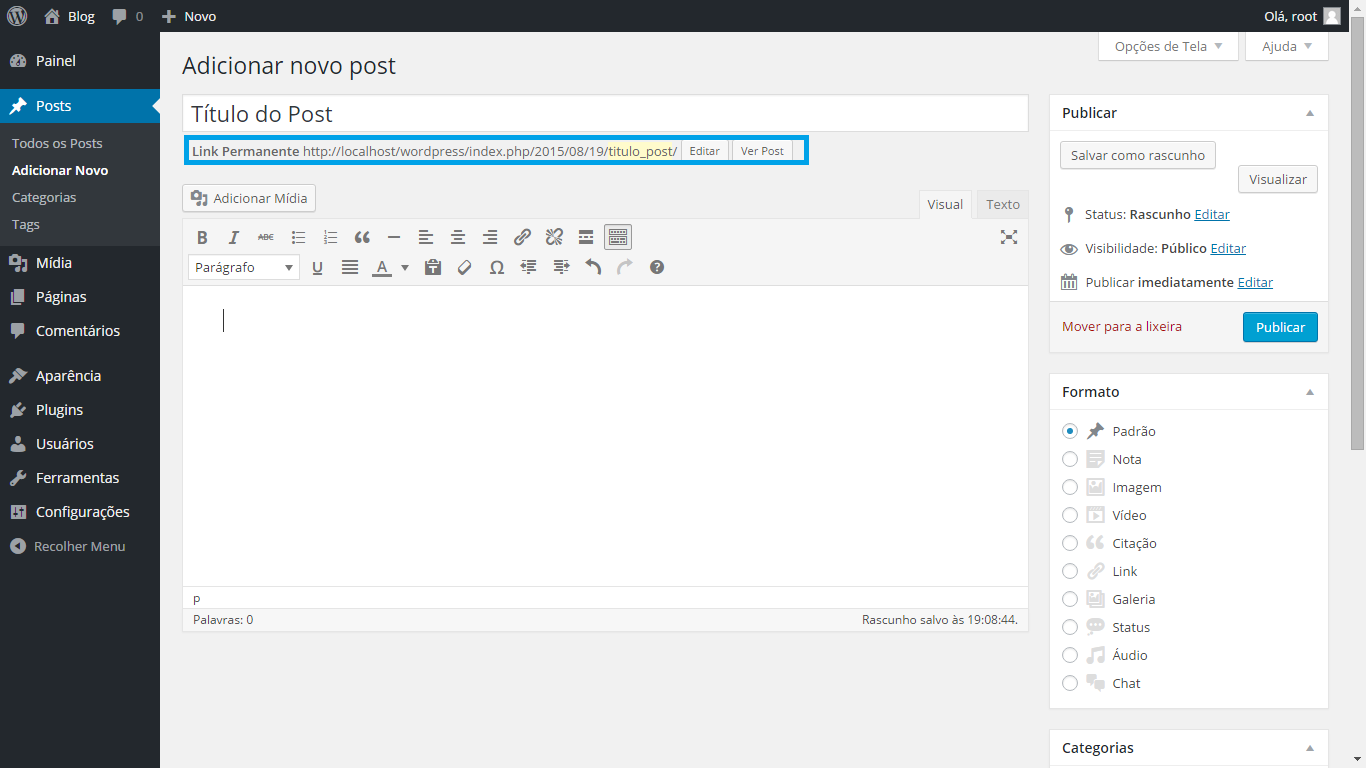 Blog 0 Novo Olá, root
Painel
Posts
Todos os Posts
Adicionar Novo
Categorias
Tags
Mídia
Páginas
Comentários
Aparência
Plugins
Usuários
Ferramentas
Configurações
Recolher Menu
Opções de Tela Ajuda
Adicionar novo post
Título do Post
Link Permanente http://localhost/wordpress/index.php/2015/08/19/titulo_post/ Editar Ver Post
Adicionar Mídia
Visual Texto
B I ABC
Parágrafo U A
p
Palavras: 0 Rascunho salvo às 19:08:44.
Publicar
Salvar como rascunho
Visualizar
Status: Rascunho Editar
Visibilidade: Público Editar
Publicar imediatamente Editar
Mover para a lixeira Publicar
Formato
Padrão
Nota
Imagem
Vídeo
Citação
Link
Galeria
Status
Áudio
Chat
Categorias